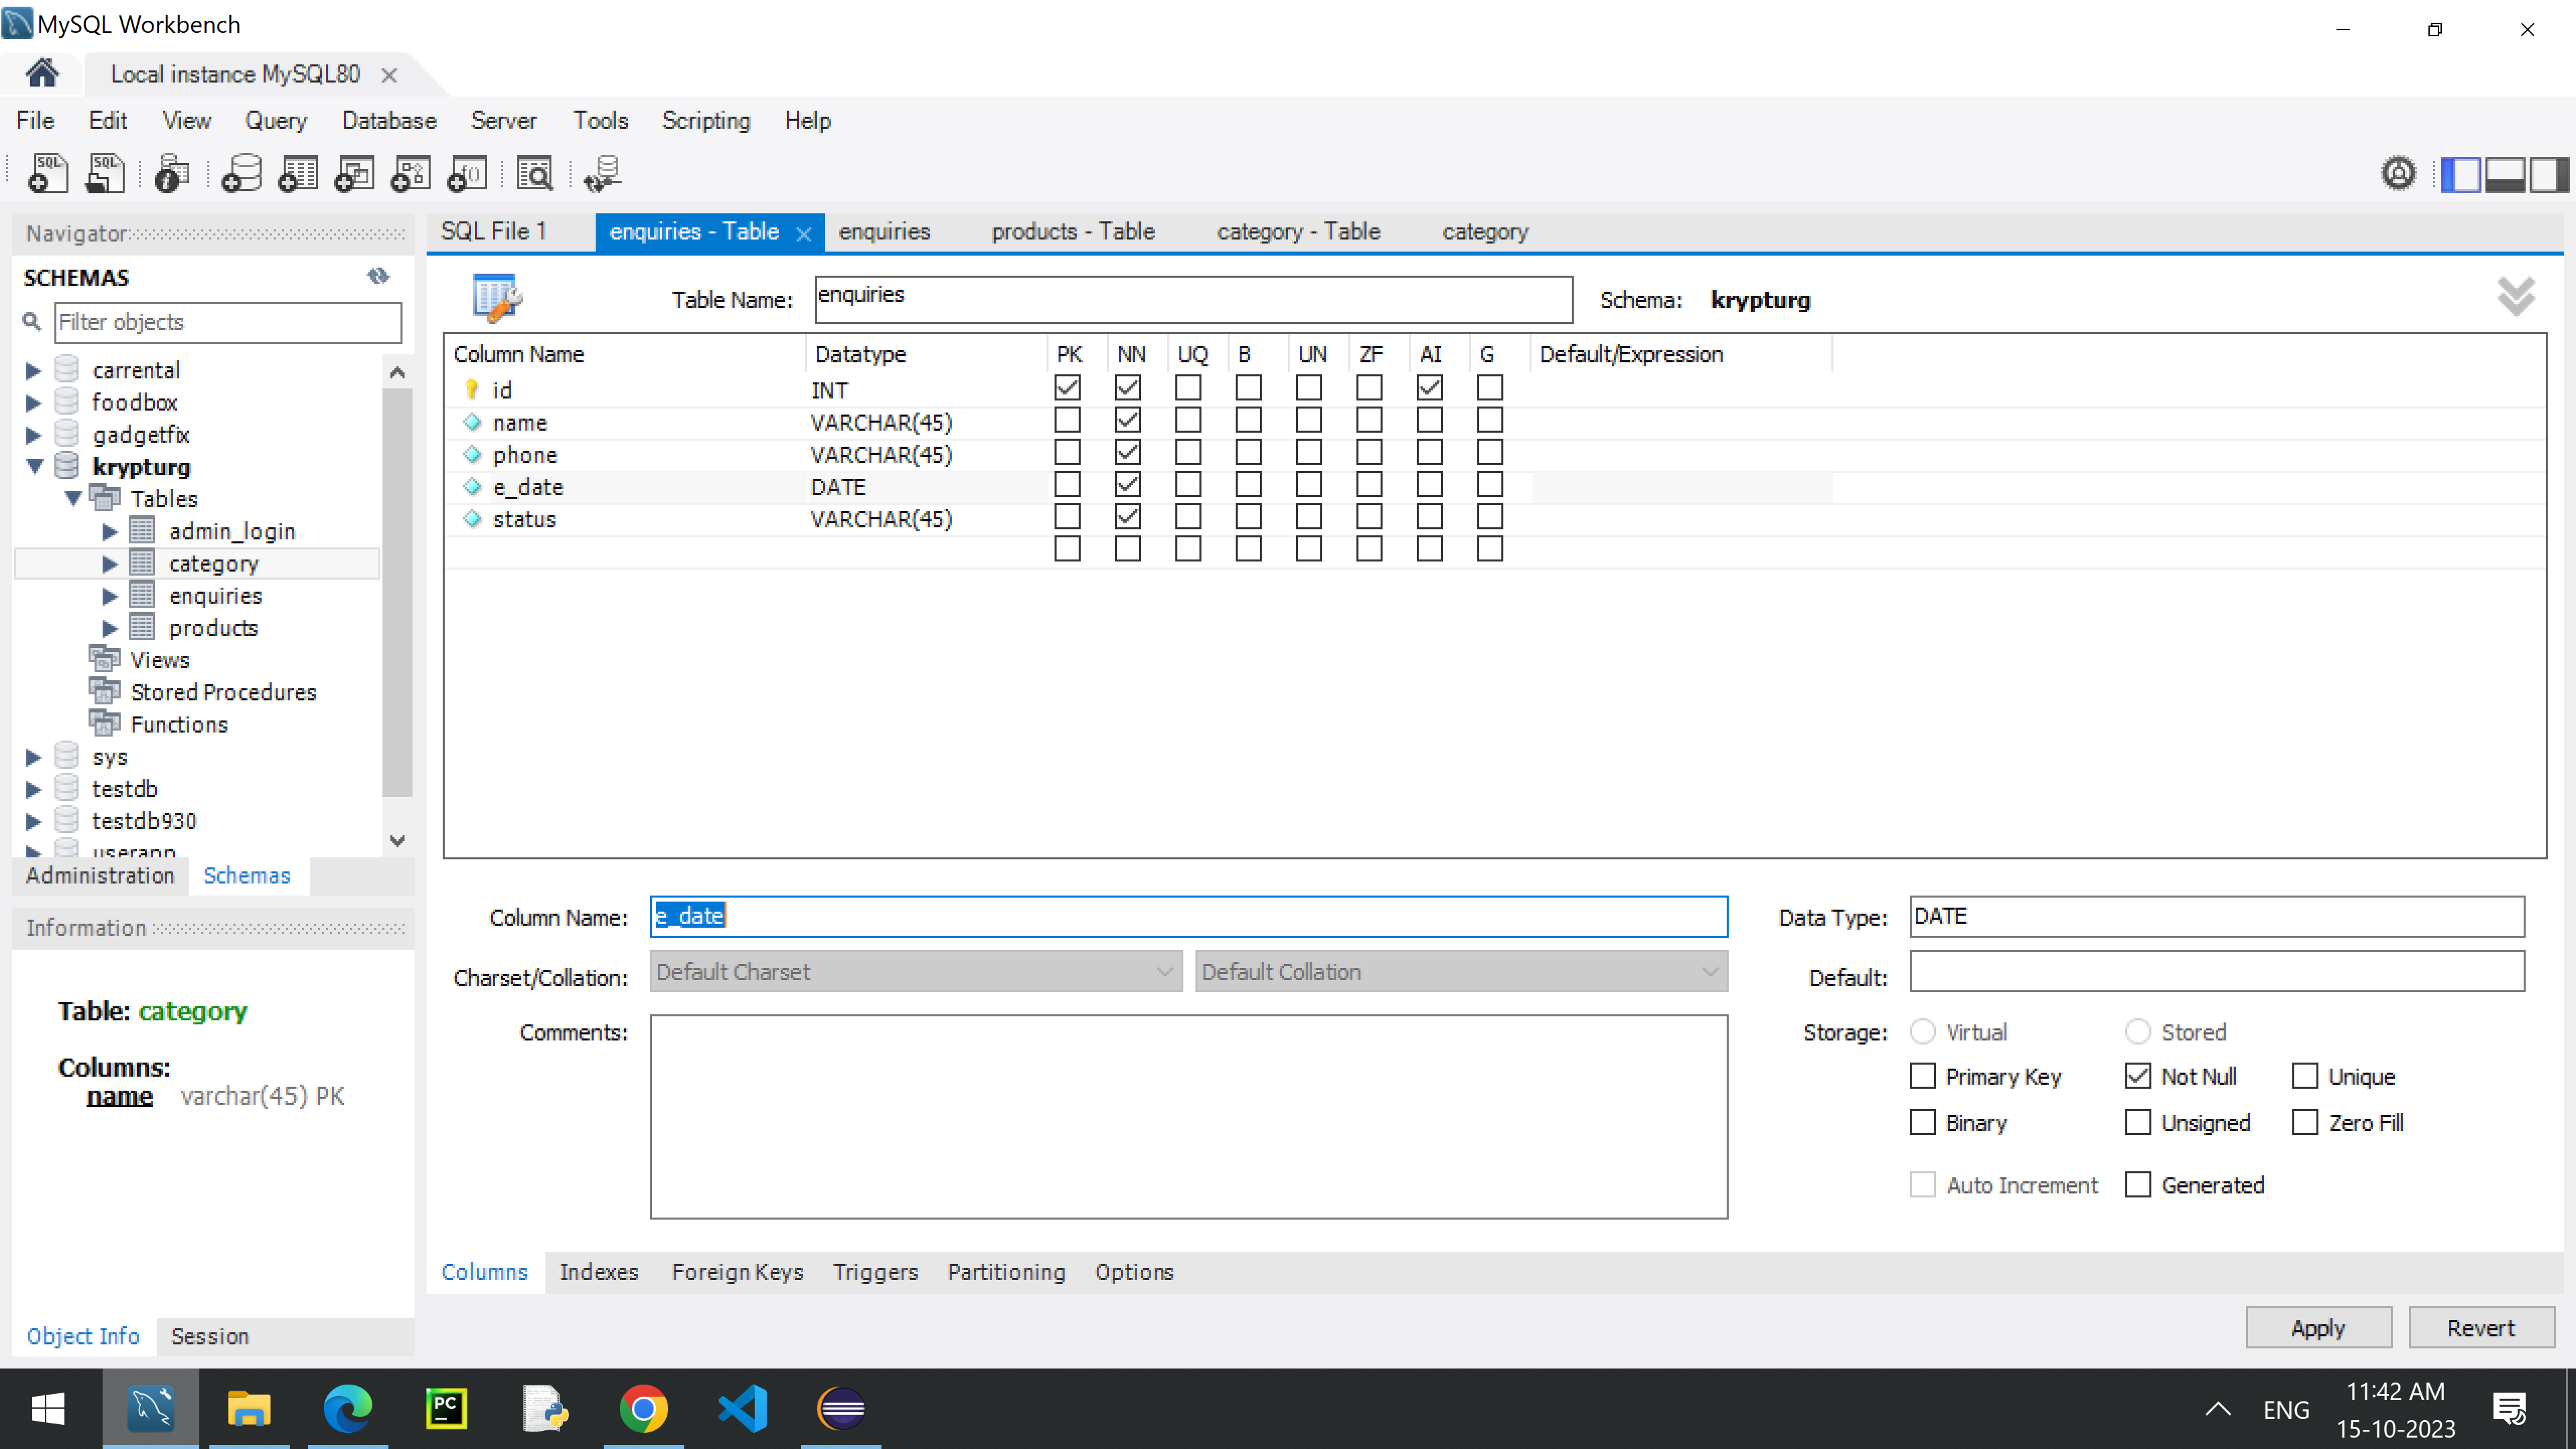 MySQL Workbench
Local instance MySQL80
File Edit View Query Database Server Tools Scripting Help
Navigator
SCHEMAS
Filter objects
carrental
foodbox
gadgetfix
krypturg
Tables
admin_login
category
enquiries
products
Views
Stored Procedures
Functions
sys
testdb
testdb930
userapp
Administration Schemas
Information
Table: category
Columns:
name varchar(45) PK
Object Info Session
SQL File 1 enquiries - Table enquiries products - Table category - Table category
Table Name: enquiries Schema: krypturg
Column Name Datatype PK NN UQ B UN ZF AI G Default/Expression
id INT
name VARCHAR(45)
phone VARCHAR(45)
e_date DATE
status VARCHAR(45)
Column Name: e_date Data Type: DATE
Charset/Collation: Default Charset Default Collation Default:
Comments: Storage: Virtual Stored
Primary Key Not Null Unique
Binary Unsigned Zero Fill
Auto Increment Generated
Columns Indexes Foreign Keys Triggers Partitioning Options
Apply Revert
PC
ENG
11:42 AM
15-10-2023